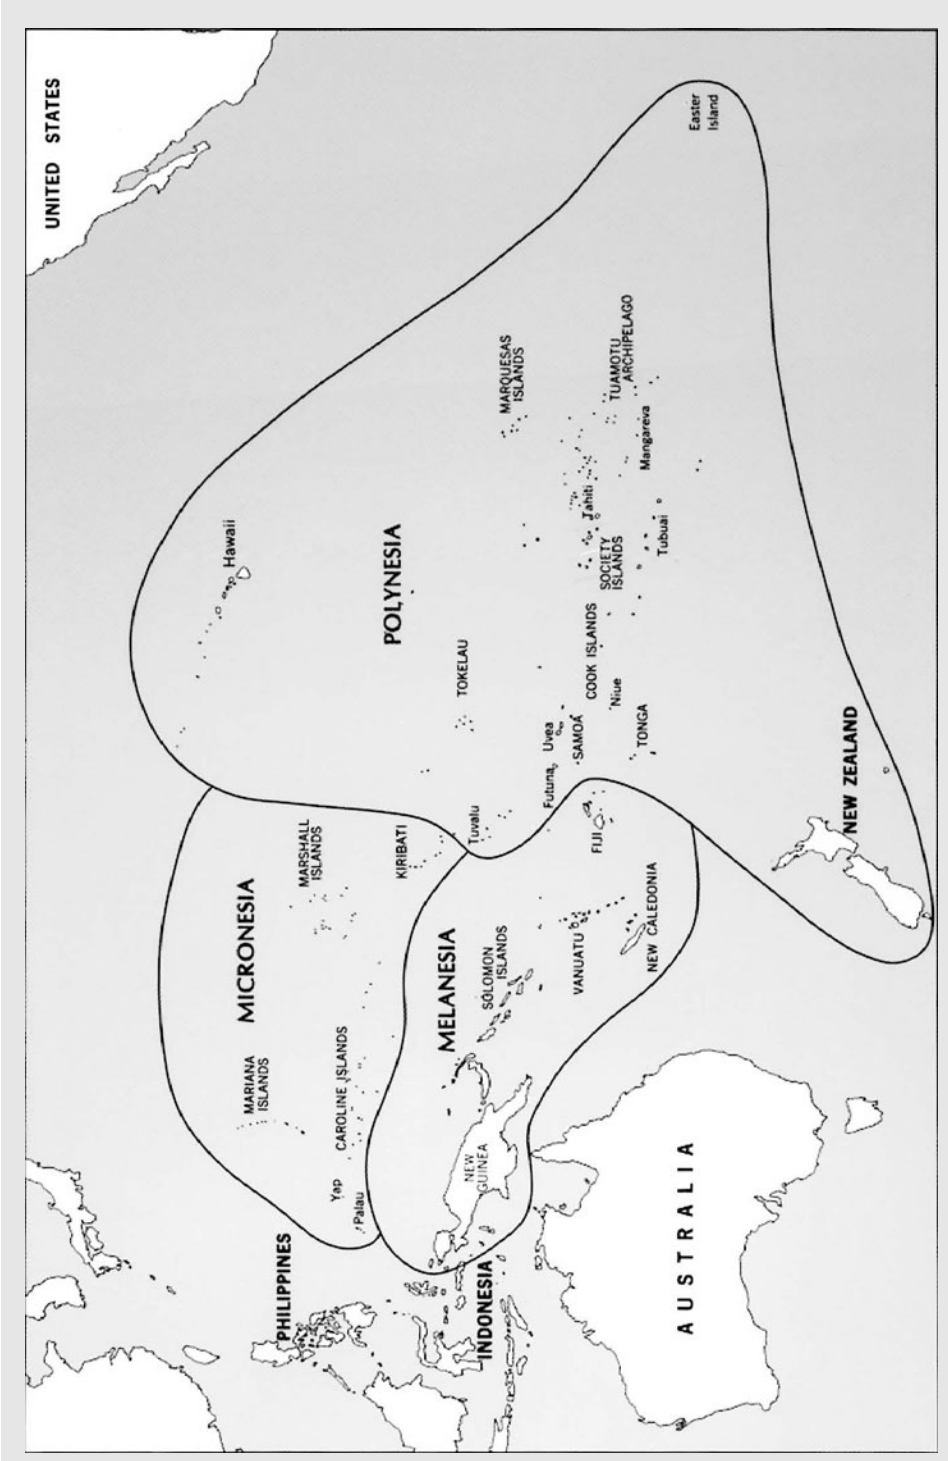 UNITED STATES
Easter
Island
Hawaii
POLYNESIA
MARQUESAS
ISLANDS
TUAMOTU
ARCHIPELAGO
Mangareva
Tahiti
SOCIETY
ISLANDS
Tubuai
TOKELAU
COOK ISLANDS
Niue
Uvea
SAMOA
TONGA
Futuna
Tuvalu
FIJI
NEW ZEALAND
MICRONESIA
MARSHALL
ISLANDS
KIRIBATI
MARIANA
ISLANDS
CAROLINE ISLANDS
Yap
Palau
MELANESIA
SOLOMON
ISLANDS
VANUATU
NEW CALEDONIA
NEW
GUINEA
PHILIPPINES
INDONESIA
AUSTRALIA